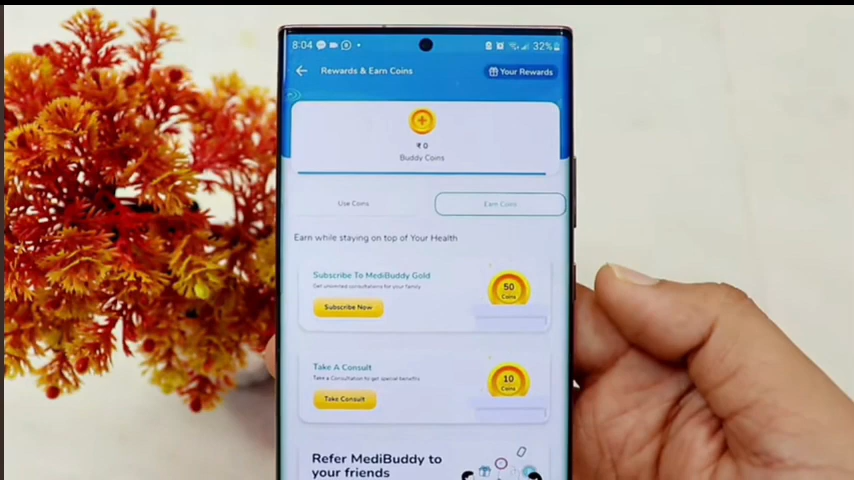 8:04
32%
Rewards & Earn Coins
Your Rewards
₹ 0
Buddy Coins
Use Coins
Earn Coins
Earn while staying on top of Your Health
Subscribe To MediBuddy Gold
Get unlimited consultations for your family
Subscribe Now
50
Coins
Take A Consult
Take a Consultation to get special benefits
Take Consult
10
Coins
Refer MediBuddy to
your friends